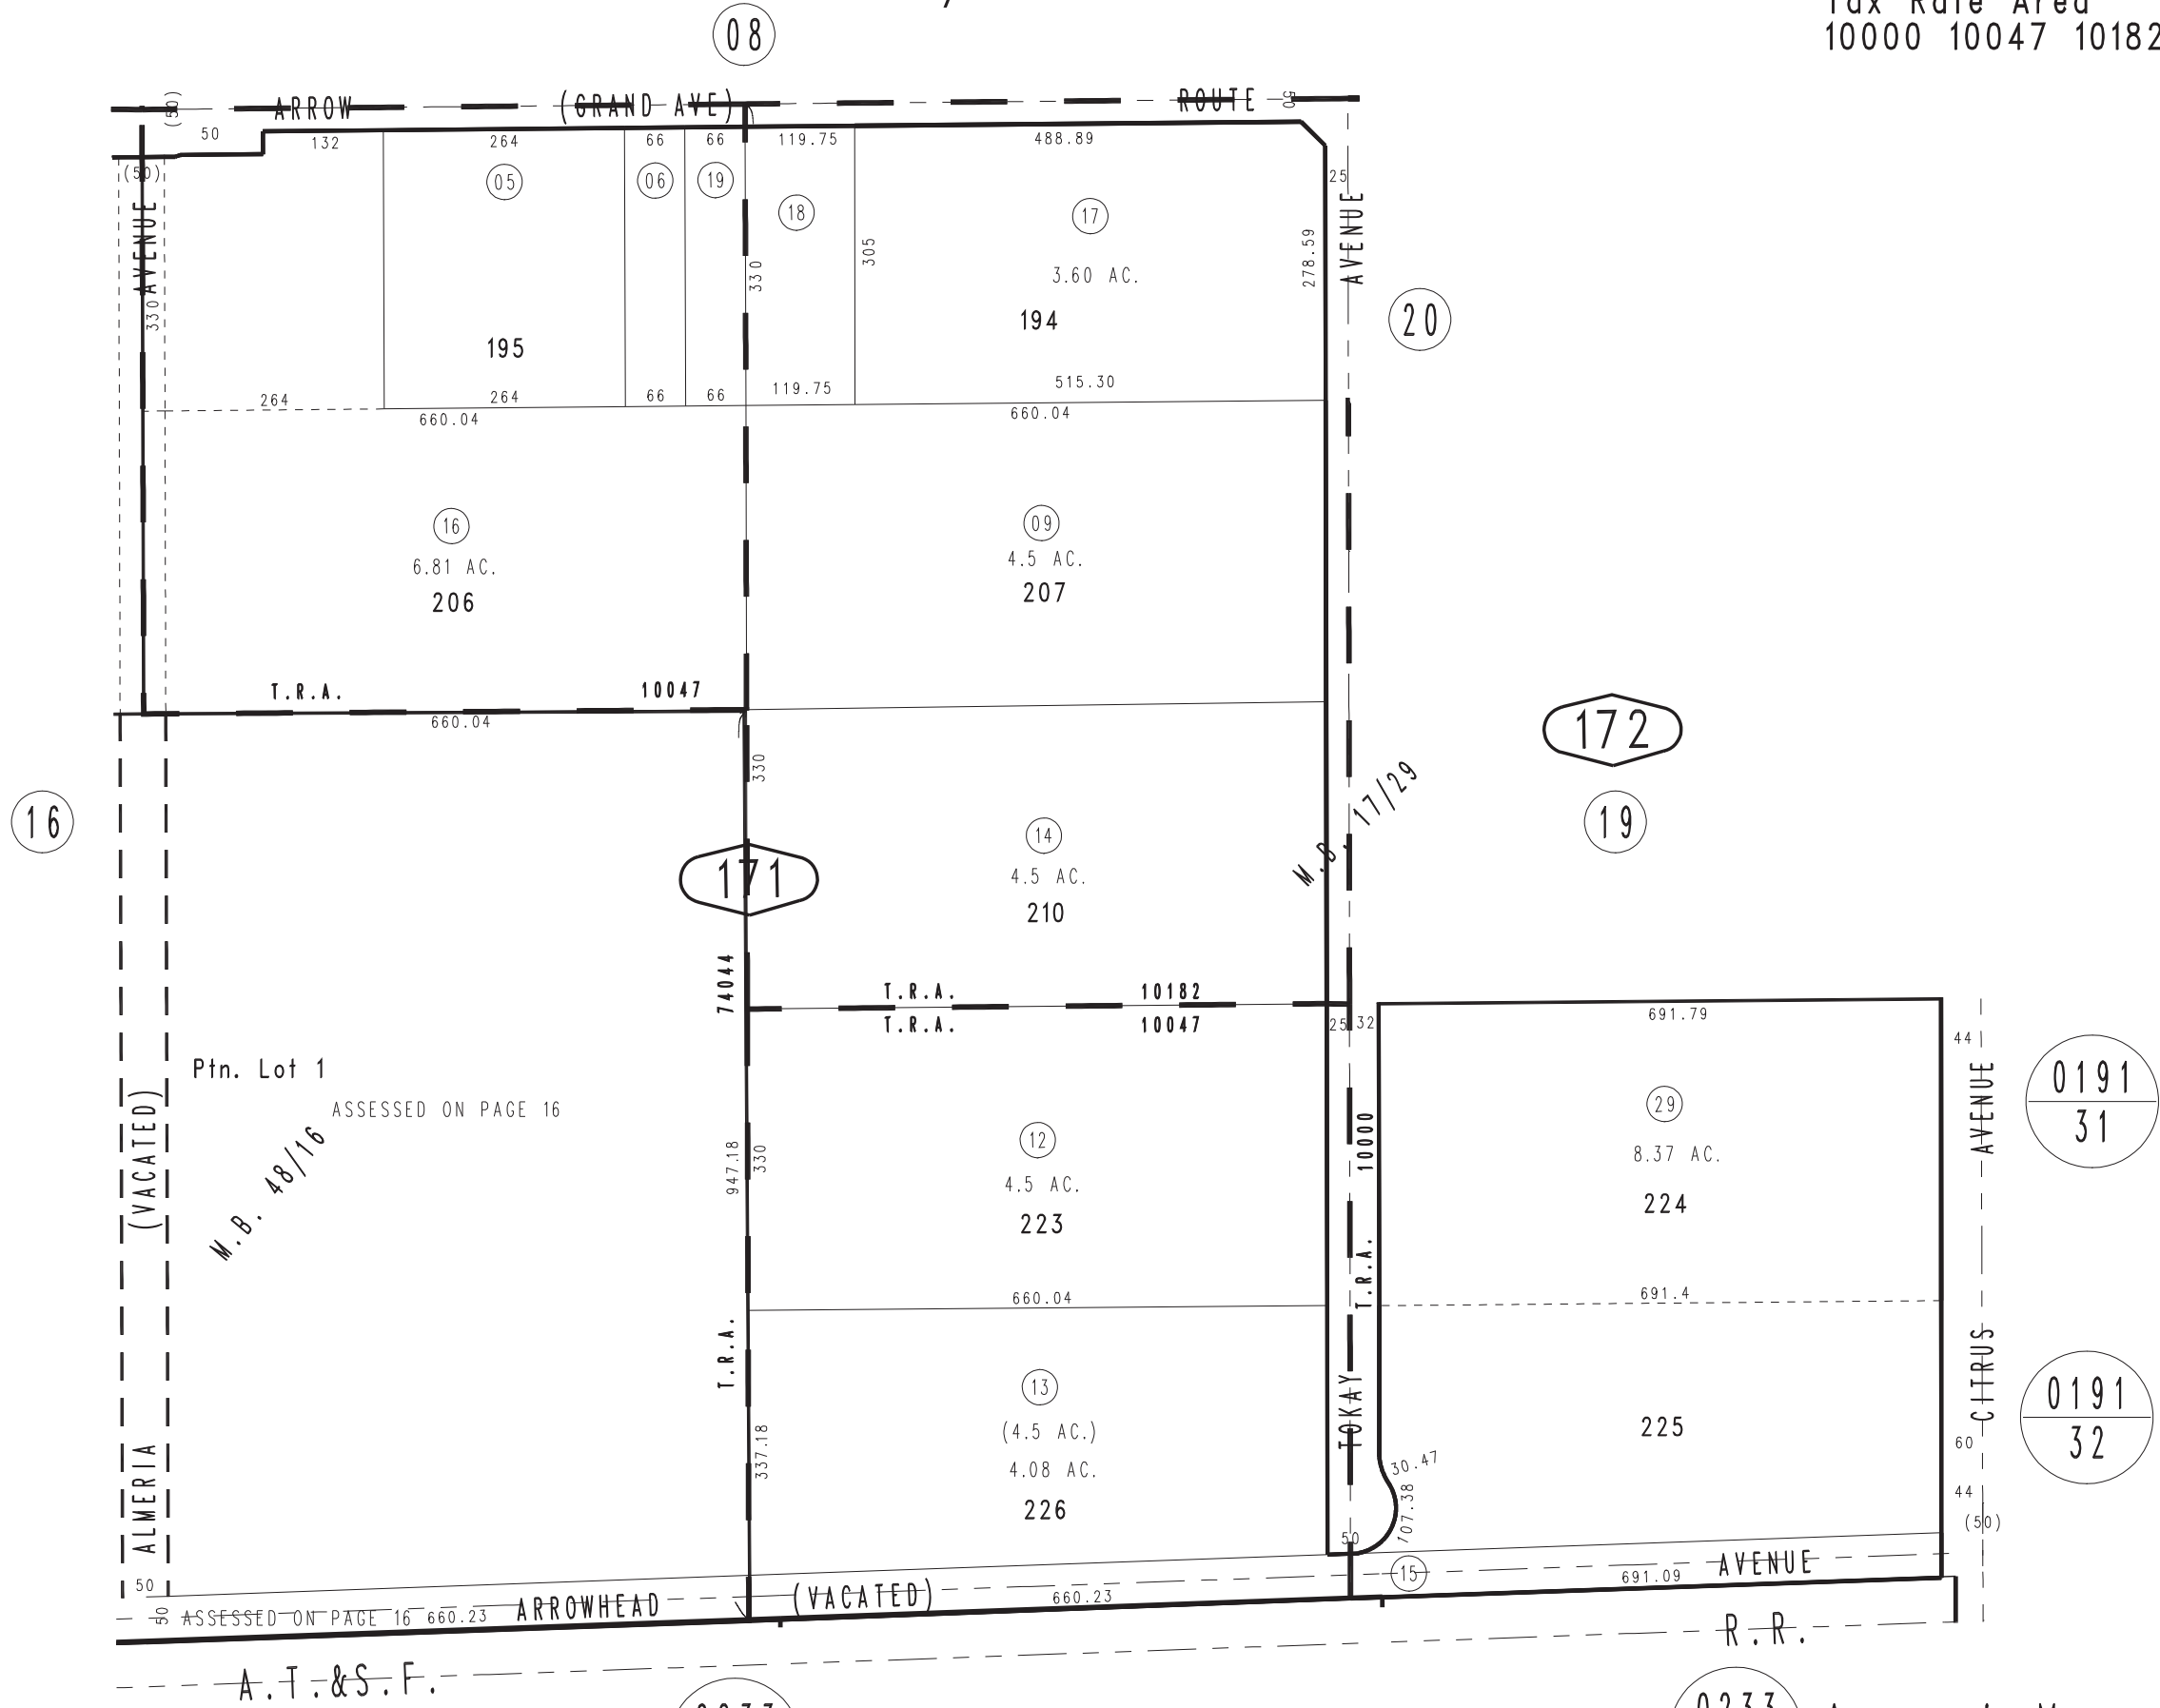 08
Tax Rate Area
10000 10047 10182
ARROW (GRAND AVE) ROUTE
(50)
50
50
132
264
66
66
119.75
488.89
(50)
05
06
19
18
17
25
AVENUE
330
330
305
3.60 AC.
278.59
AVENUE
195
194
20
264
264
66
66
119.75
515.30
660.04
660.04
16
6.81 AC.
206
09
4.5 AC.
207
T.R.A. 10047
660.04
330
172
M.B. 17/29
16
19
14
4.5 AC.
210
171
74044
T.R.A. 10182
T.R.A. 10047
25
32
691.79
44
Ptn. Lot 1
ASSESSED ON PAGE 16
(VACATED)
M.B. 48/16
947.18
330
12
4.5 AC.
223
10000
T.R.A.
29
8.37 AC.
224
AVENUE
0191
31
660.04
691.4
T.R.A.
13
(4.5 AC.)
4.08 AC.
226
337.18
TOKAY
225
CITRUS
0191
32
60
44
(50)
30.47
107.38
50
ALMERIA
50
50
15
ASSESSED ON PAGE 16 660.23 ARROWHEAD (VACATED) 660.23 691.09 AVENUE
A.T.&S.F. R.R.
0233